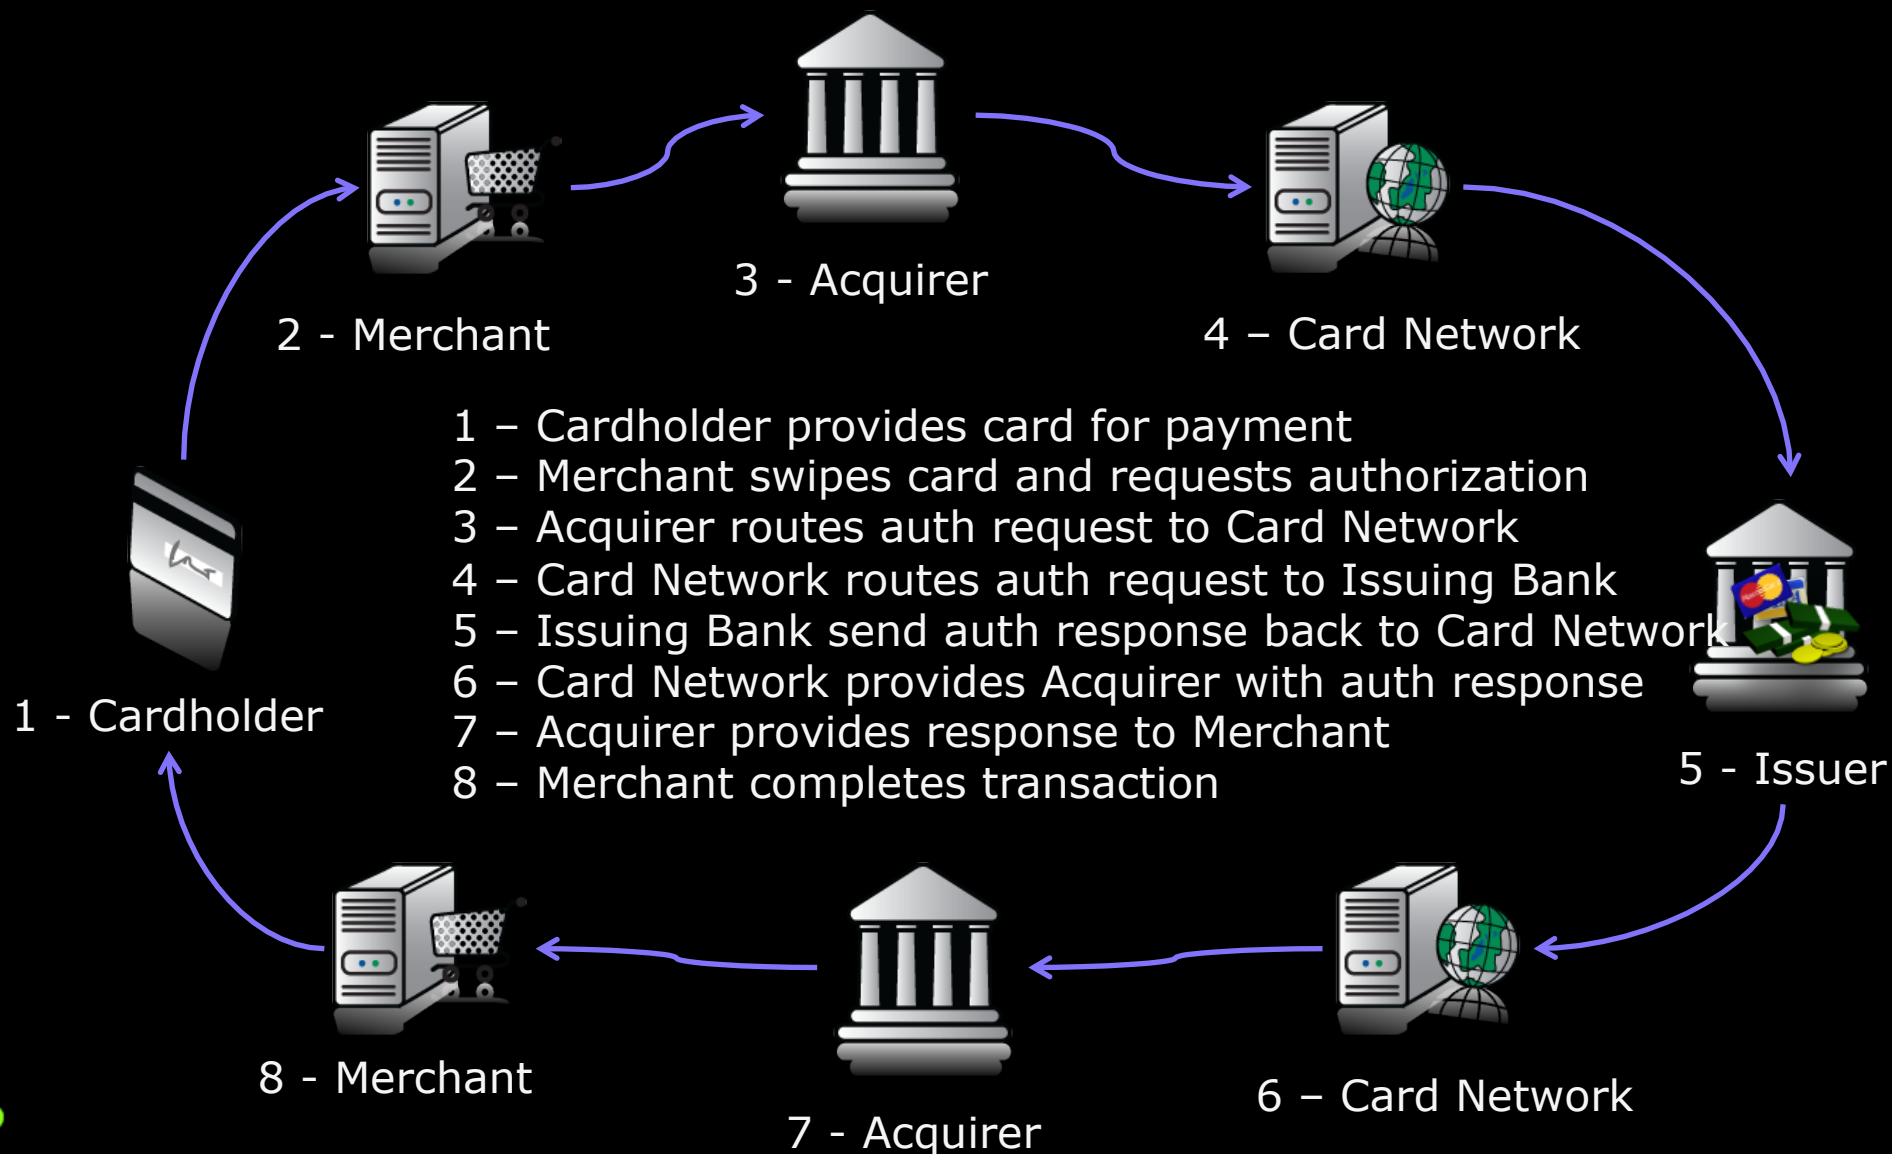 3 - Acquirer
2 - Merchant
4 – Card Network
1 – Cardholder provides card for payment
2 – Merchant swipes card and requests authorization
3 – Acquirer routes auth request to Card Network
4 – Card Network routes auth request to Issuing Bank
5 – Issuing Bank send auth response back to Card Network
6 – Card Network provides Acquirer with auth response
7 – Acquirer provides response to Merchant
8 – Merchant completes transaction
1 - Cardholder
5 - Issuer
8 - Merchant
6 – Card Network
7 - Acquirer